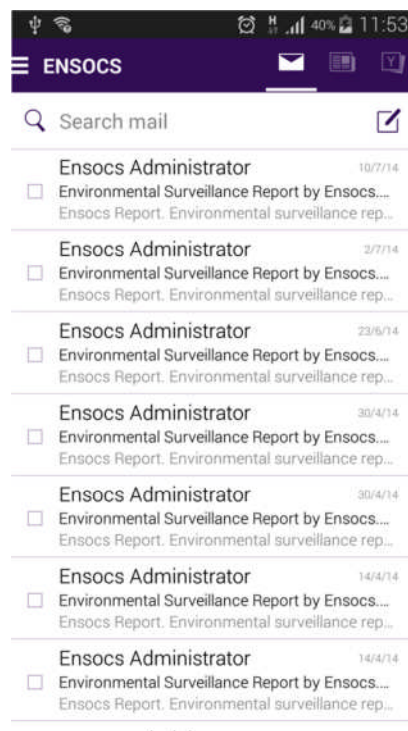 40% 11:53
ENSOCS
Search mail
Ensocs Administrator 10/7/14
Environmental Surveillance Report by Ensocs....
Ensocs Report. Environmental surveillance rep...
Ensocs Administrator 2/7/14
Environmental Surveillance Report by Ensocs....
Ensocs Report. Environmental surveillance rep...
Ensocs Administrator 23/6/14
Environmental Surveillance Report by Ensocs....
Ensocs Report. Environmental surveillance rep...
Ensocs Administrator 30/4/14
Environmental Surveillance Report by Ensocs....
Ensocs Report. Environmental surveillance rep...
Ensocs Administrator 30/4/14
Environmental Surveillance Report by Ensocs....
Ensocs Report. Environmental surveillance rep...
Ensocs Administrator 14/4/14
Environmental Surveillance Report by Ensocs....
Ensocs Report. Environmental surveillance rep...
Ensocs Administrator 14/4/14
Environmental Surveillance Report by Ensocs....
Ensocs Report. Environmental surveillance rep...